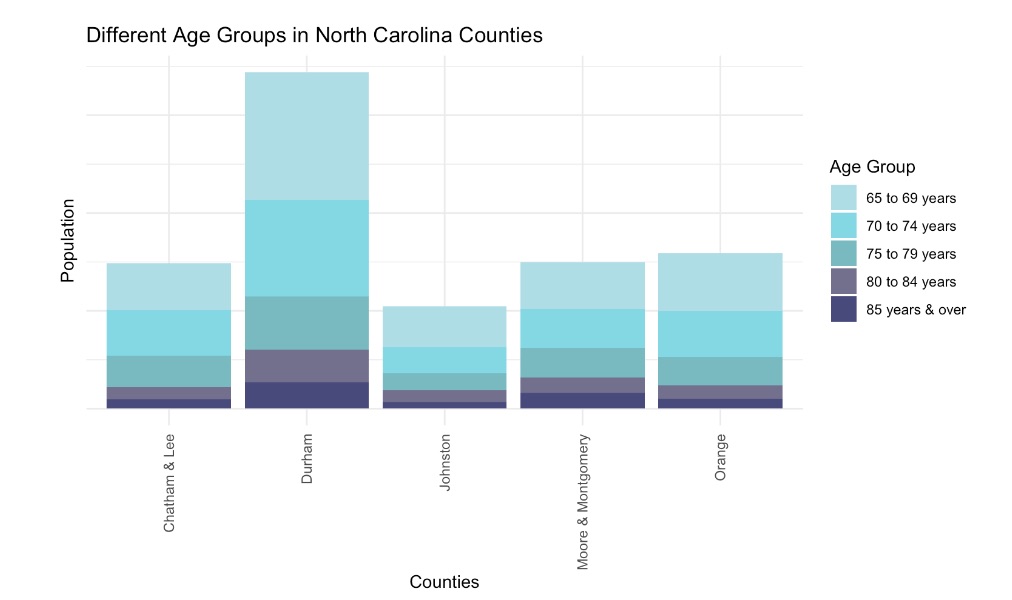 Different Age Groups in North Carolina Counties
Population
Age Group
65 to 69 years
70 to 74 years
75 to 79 years
80 to 84 years
85 years & over
Chatham & Lee
Durham
Johnston
Moore & Montgomery
Orange
Counties